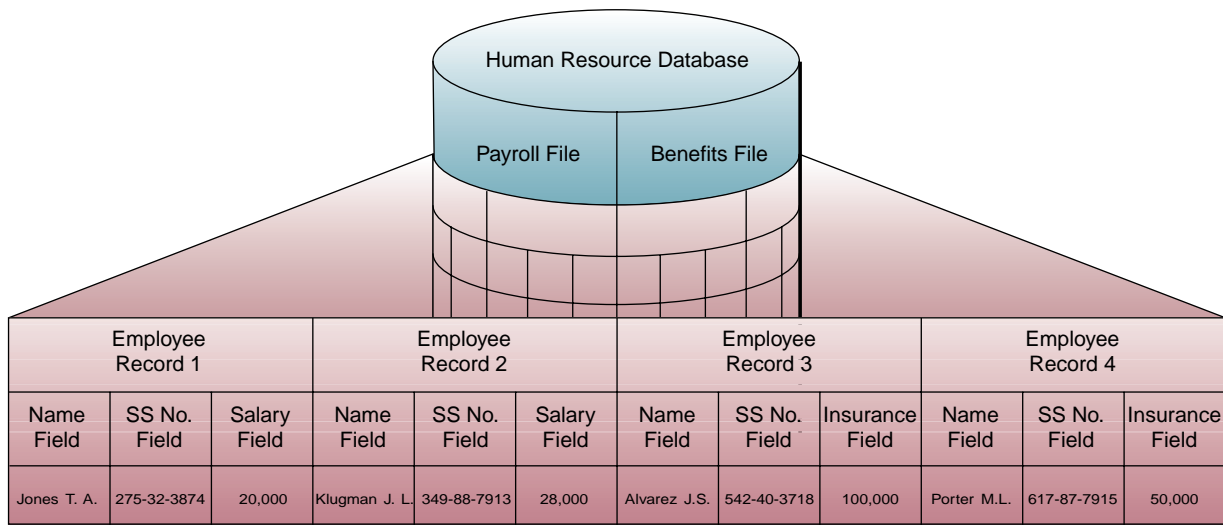 Human Resource Database
Payroll File Benefits File
Employee Employee Employee Employee
Record 1 Record 2 Record 3 Record 4
Name SS No. Salary Name SS No. Salary Name SS No. Insurance Name SS No. Insurance
Field Field Field Field Field Field Field Field Field Field Field Field
Jones T. A. 275-32-3874 20,000 Klugman J. L. 349-88-7913 28,000 Alvarez J.S. 542-40-3718 100,000 Porter M.L. 617-87-7915 50,000